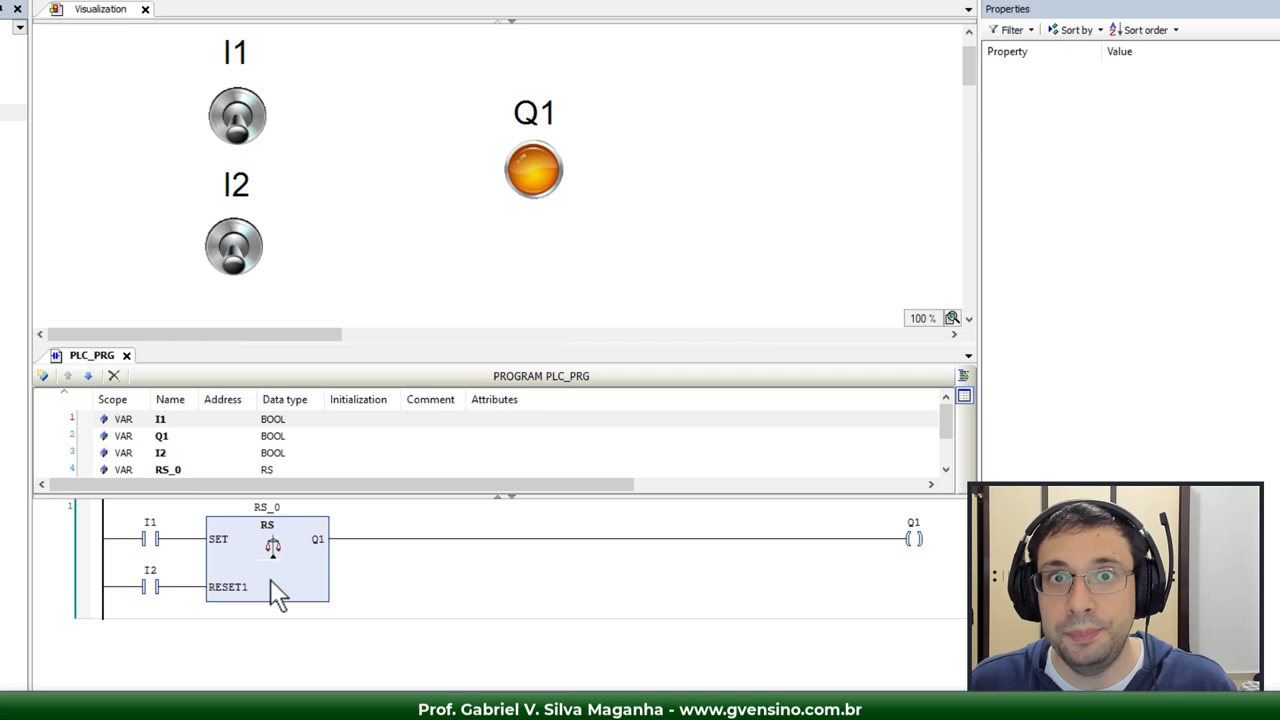 Visualization
Properties
Filter
Sort by
Sort order
Property Value
I1
Q1
I2
100 %
PLC_PRG
PROGRAM PLC_PRG
Scope Name Address Data type Initialization Comment Attributes
1 VAR I1 BOOL
2 VAR Q1 BOOL
3 VAR I2 BOOL
4 VAR RS_0 RS
1
RS_0
I1 RS Q1
SET Q1
I2
RESET1
Prof. Gabriel V. Silva Maganha - www.gvensino.com.br